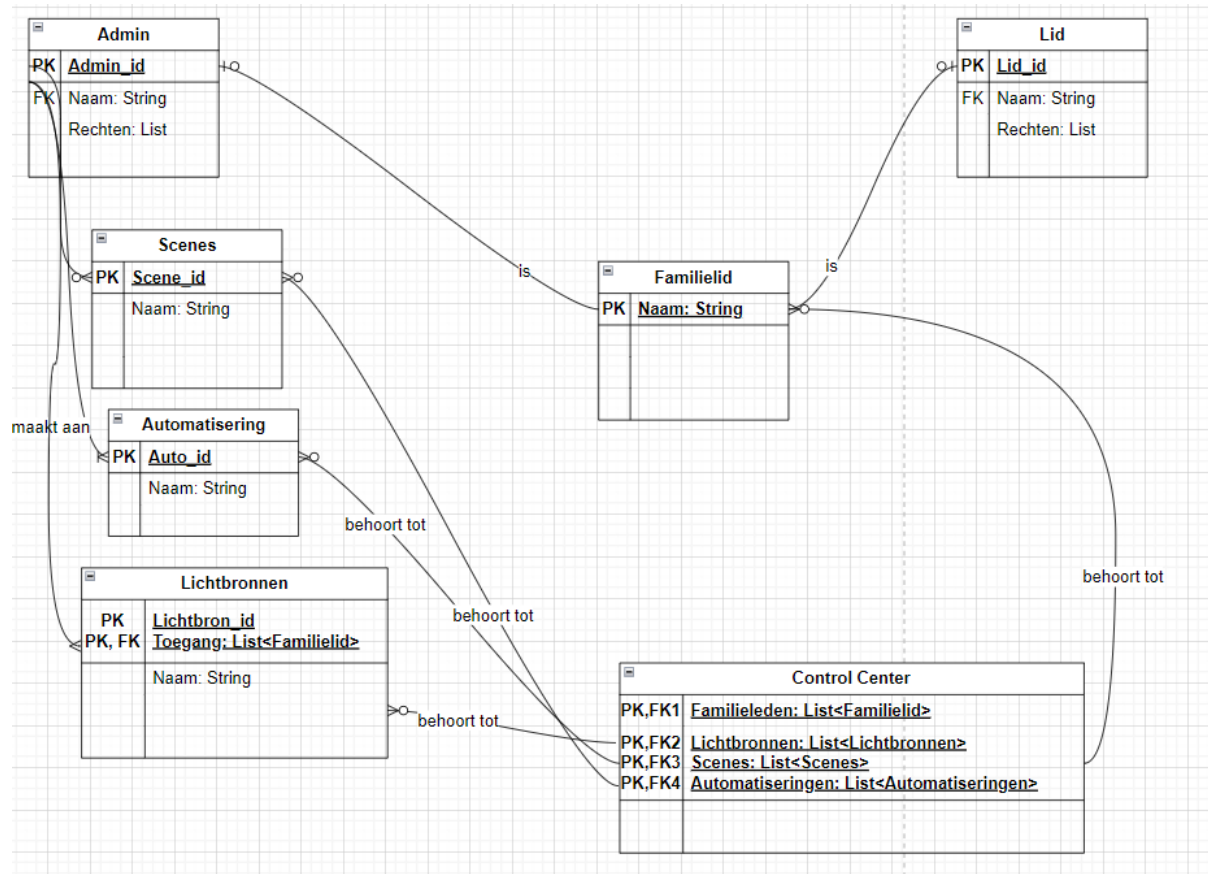 Admin
PK Admin_id
FK Naam: String
Rechten: List
Lid
PK Lid_id
FK Naam: String
Rechten: List
Scenes
PK Scene_id
Naam: String
is
is
Familielid
PK Naam: String
maakt aan
Automatisering
PK Auto_id
Naam: String
behoort tot
behoort tot
behoort tot
Lichtbronnen
PK Lichtbron_id
PK, FK Toegang: List<Familielid>
Naam: String
behoort tot
Control Center
PK,FK1 Familieleden: List<Familielid>
PK,FK2 Lichtbronnen: List<Lichtbronnen>
PK,FK3 Scenes: List<Scenes>
PK,FK4 Automatiseringen: List<Automatiseringen>